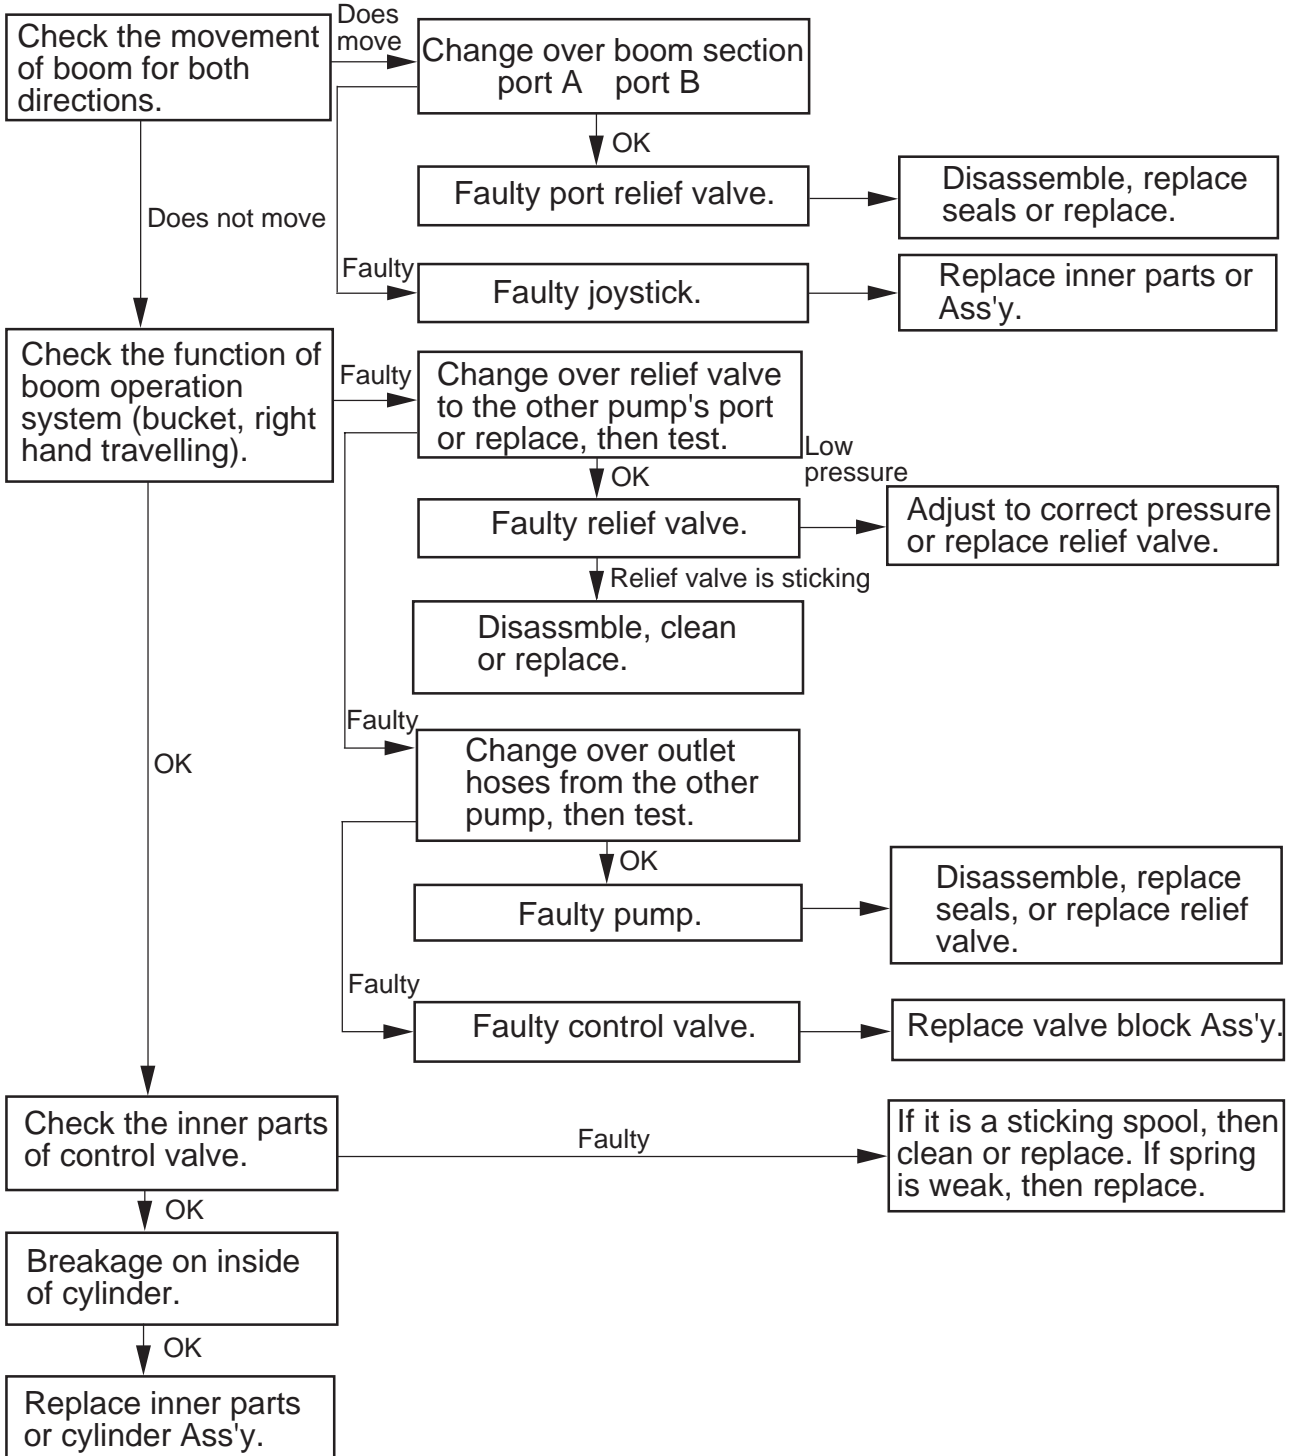 Check the movement
of boom for both
directions.
Does
move
Change over boom section
port A port B
OK
Faulty port relief valve.
Disassemble, replace
seals or replace.
Does not move
Faulty
Faulty joystick.
Replace inner parts or
Ass'y.
Check the function of
boom operation
system (bucket, right
hand travelling).
Faulty
Change over relief valve
to the other pump's port
or replace, then test.
OK
Low
pressure
Faulty relief valve.
Adjust to correct pressure
or replace relief valve.
Relief valve is sticking
Disassmble, clean
or replace.
Faulty
Change over outlet
hoses from the other
pump, then test.
OK
OK
Faulty pump.
Disassemble, replace
seals, or replace relief
valve.
Faulty
Faulty control valve.
Replace valve block Ass'y.
Check the inner parts
of control valve.
Faulty
If it is a sticking spool, then
clean or replace. If spring
is weak, then replace.
OK
Breakage on inside
of cylinder.
OK
Replace inner parts
or cylinder Ass'y.